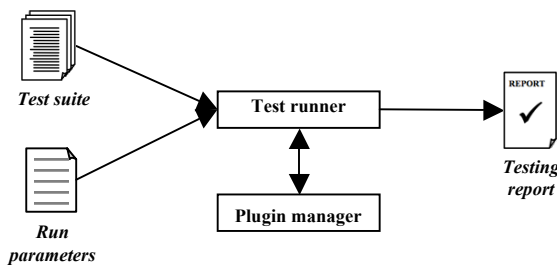 Test suite
Test runner
REPORT
Testing
report
Plugin manager
Run
parameters